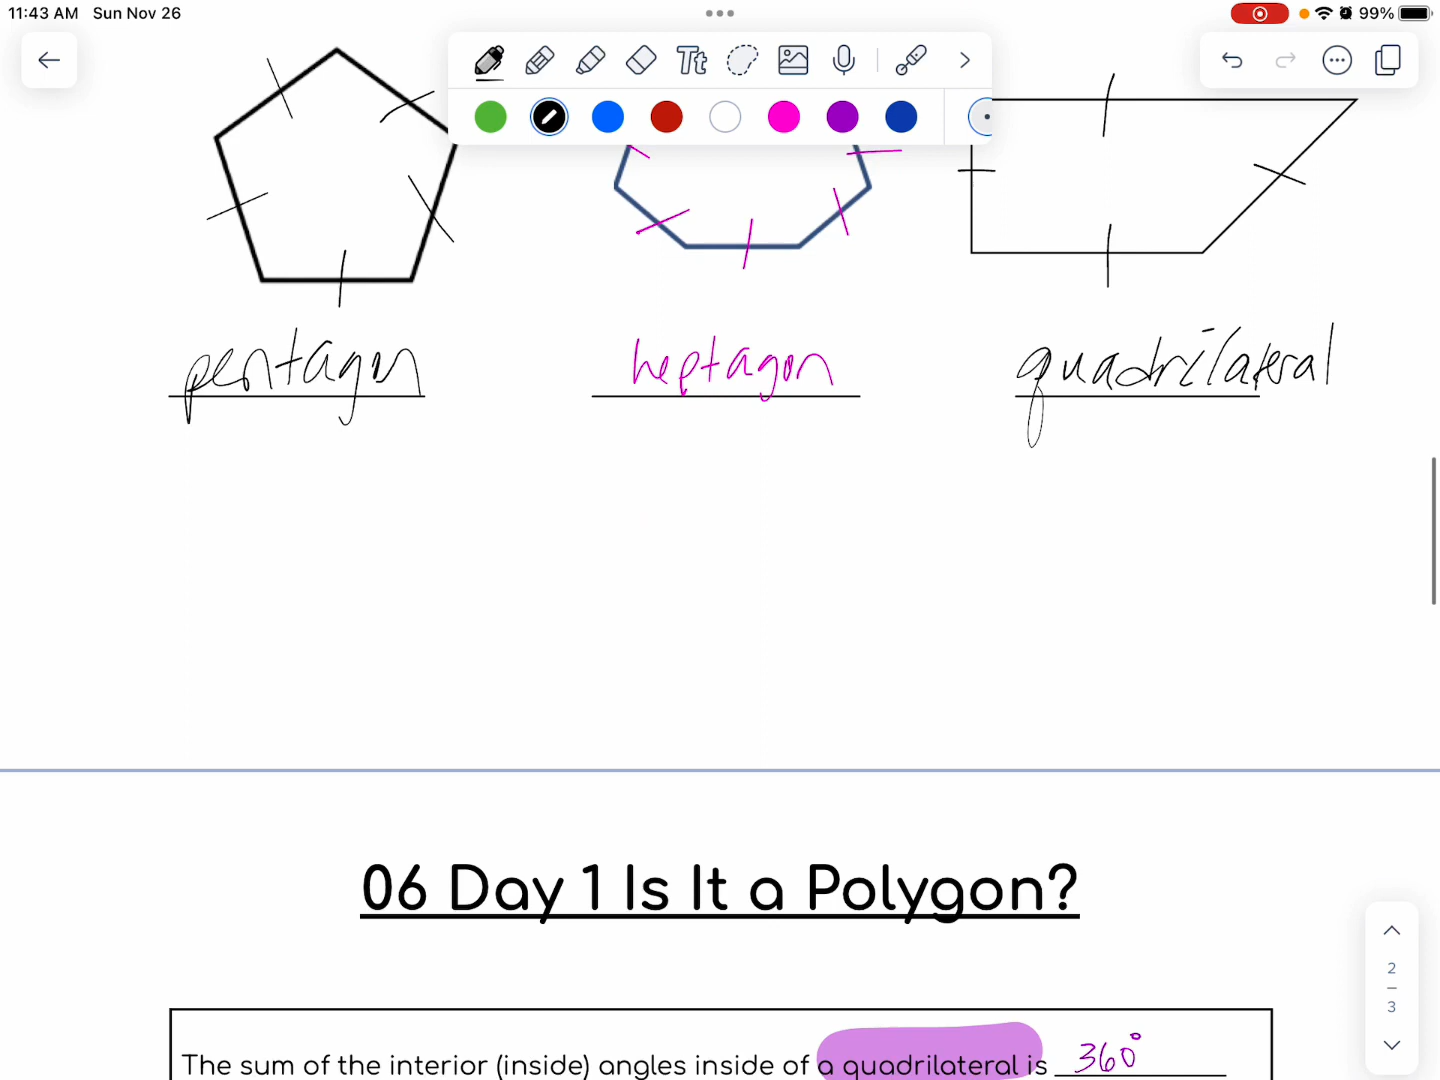 11:43 AM Sun Nov 26
99%
Tt
pentagon heptagon quadrilateral
06 Day 1 Is It a Polygon?
2
3
The sum of the interior (inside) angles inside of a quadrilateral is 360°